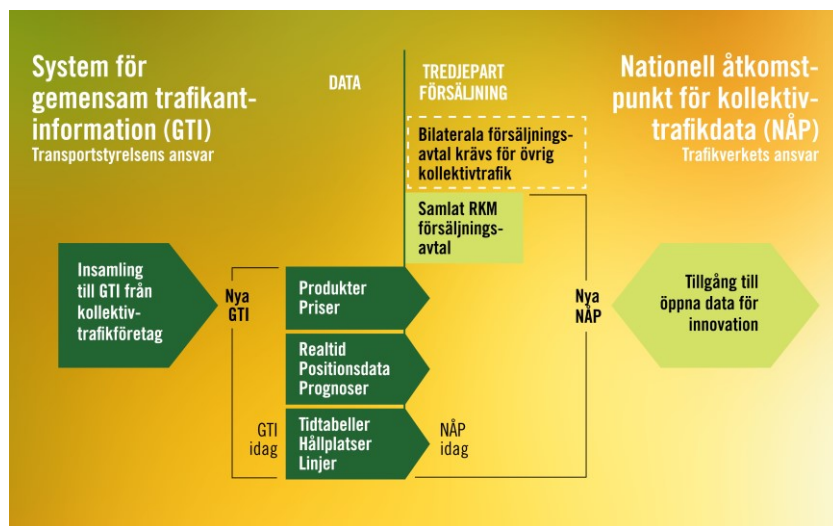 System för
gemensam trafikant-
information (GTI)
Transportstyrelsens ansvar
DATA
TREDJEPART
FÖRSÄLJNING
Nationell åtkomst-
punkt för kollektiv-
trafikdata (NÅP)
Trafikverkets ansvar
Bilaterala försäljnings-
avtal krävs för övrig
kollektivtrafik
Samlat RKM
försäljnings-
avtal
Insamling
till GTI från
kollektiv-
trafikföretag
Nya
GTI
Produkter
Priser
Nya
NÅP
Tillgång till
öppna data för
innovation
Realtid
Positionsdata
Prognoser
GTI
idag
Tidtabeller
Hållplatser
Linjer
NÅP
idag